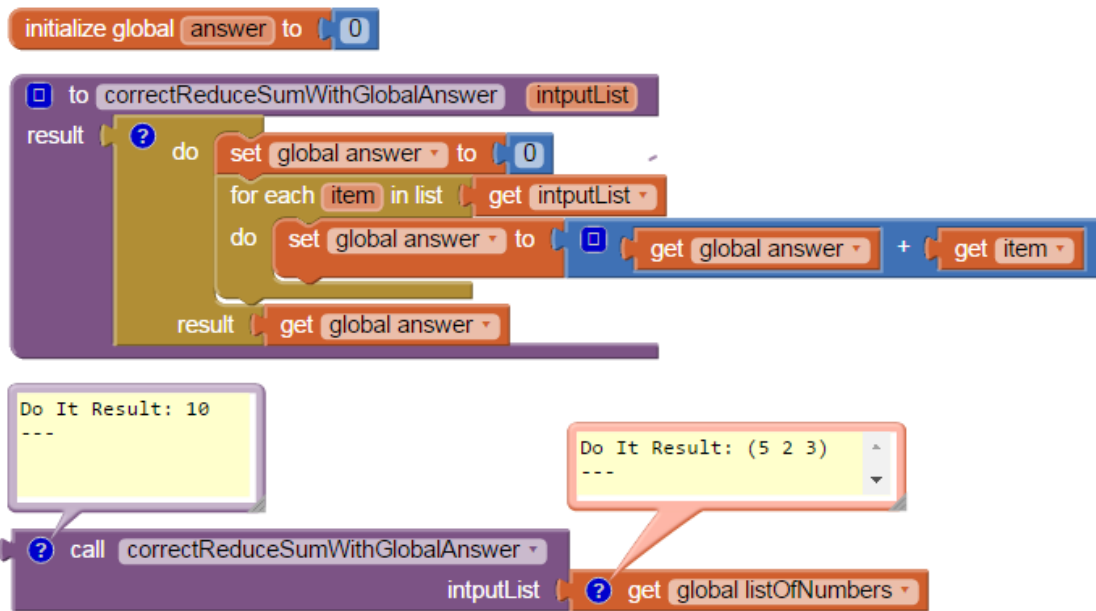 initialize global answer to 0
to correctReduceSumWithGlobalAnswer intputList
result
do set global answer to 0
for each item in list get intputList
do set global answer to get global answer + get item
result get global answer
Do It Result: 10
---
Do It Result: (5 2 3)
---
? call correctReduceSumWithGlobalAnswer
intputList ? get global listOfNumbers